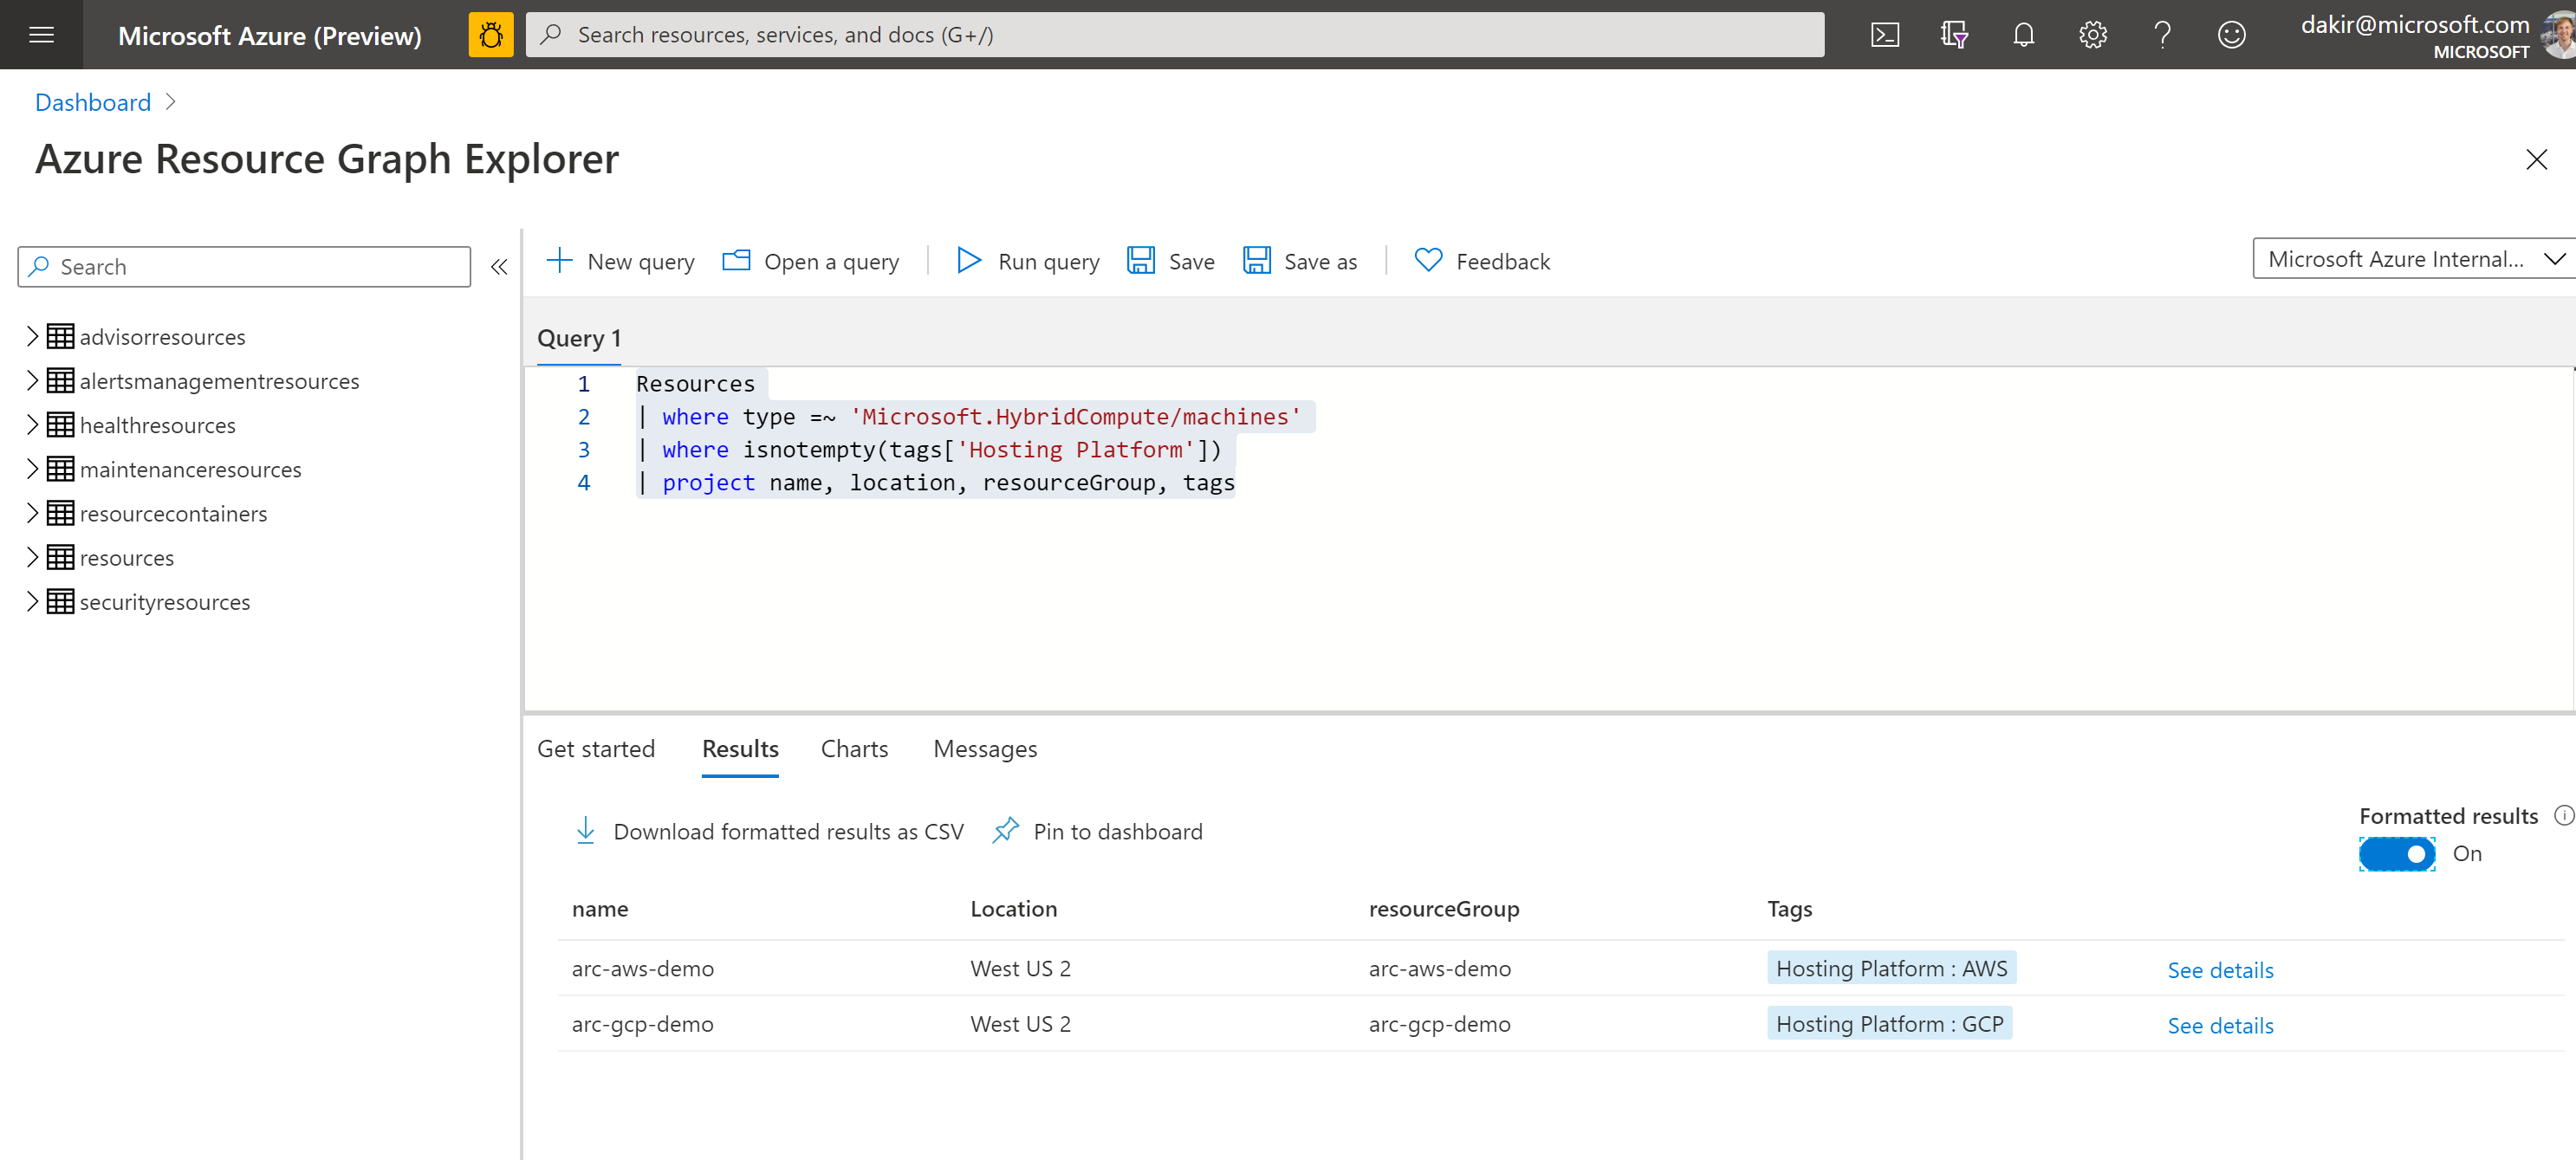 Microsoft Azure (Preview)
Search resources, services, and docs (G+/)
dakir@microsoft.com
MICROSOFT
Dashboard
Azure Resource Graph Explorer
Search
New query
Open a query
Run query
Save
Save as
Feedback
Microsoft Azure Internal...
advisorresources
alertsmanagementresources
healthresources
maintenanceresources
resourcecontainers
resources
securityresources
Query 1
1 Resources
2 | where type =~ 'Microsoft.HybridCompute/machines'
3 | where isnotempty(tags['Hosting Platform'])
4 | project name, location, resourceGroup, tags
Get started Results Charts Messages
Download formatted results as CSV
Pin to dashboard
Formatted results
On
name Location resourceGroup Tags
arc-aws-demo West US 2 arc-aws-demo Hosting Platform : AWS See details
arc-gcp-demo West US 2 arc-gcp-demo Hosting Platform : GCP See details